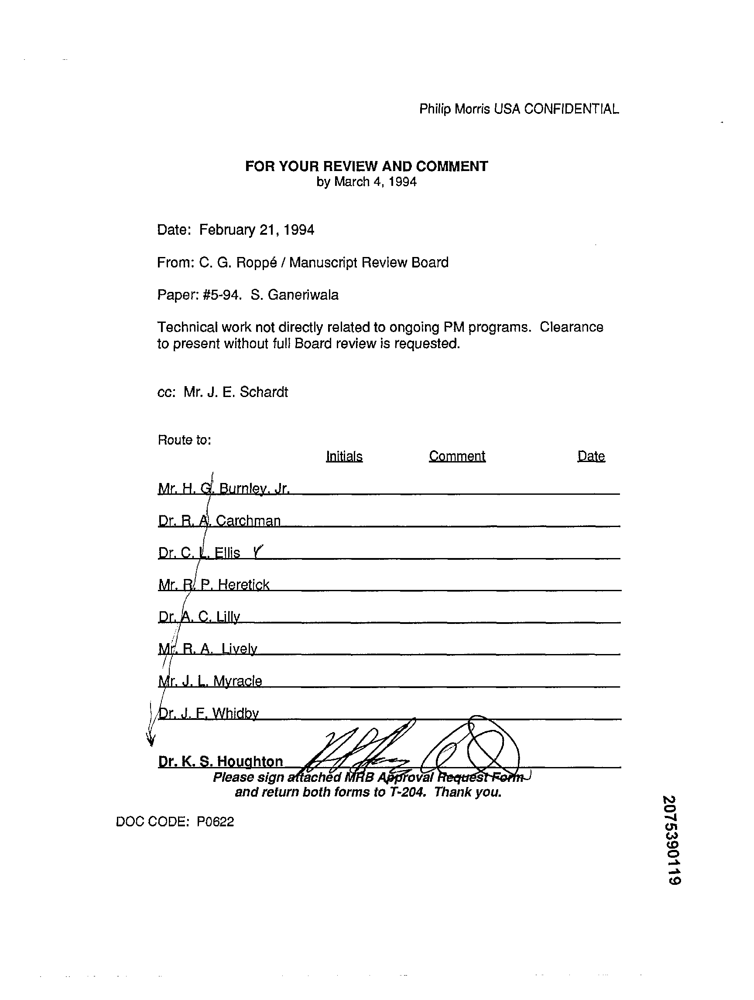 Philip Morris USA CONFIDENTIAL
FOR YOUR REVIEW AND COMMENT
by March 4, 1994
Date: February 21, 1994
From: C. G. Roppé / Manuscript Review Board
Paper: #5-94. S. Ganeriwala
Technical work not directly related to ongoing PM programs. Clearance
to present without full Board review is requested.
cc: Mr. J. E. Schardt
Route to:
Initials Comment Date
Mr. H. G. Burnley, Jr.
Dr. R. A. Carchman
Dr. C. L. Ellis
Mr. R. P. Heretick
Dr. A. C. Lilly
Mr. R. A. Lively
Mr. J. L. Myracle
Dr. J. F. Whidby
Dr. K. S. Houghton
Please sign attached MRB Approval Request Form
and return both forms to T-204. Thank you.
DOC CODE: P0622
2075390119